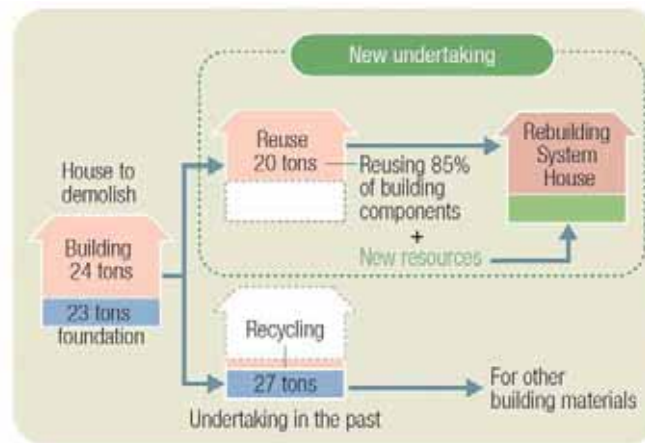 New undertaking
House to
demolish
Building
24 tons
23 tons
foundation
Reuse
20 tons
Reusing 85%
of building
components
+
New resources
Rebuilding
System
House
Recycling
27 tons
Undertaking in the past
For other
building materials